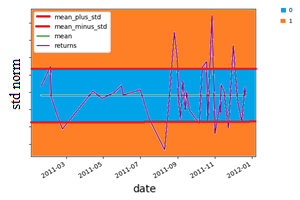 mean_plus_std
mean_minus_std
mean
returns
0
1
std norm
2011-03
2011-05
2011-07
2011-09
2011-11
2012-01
date